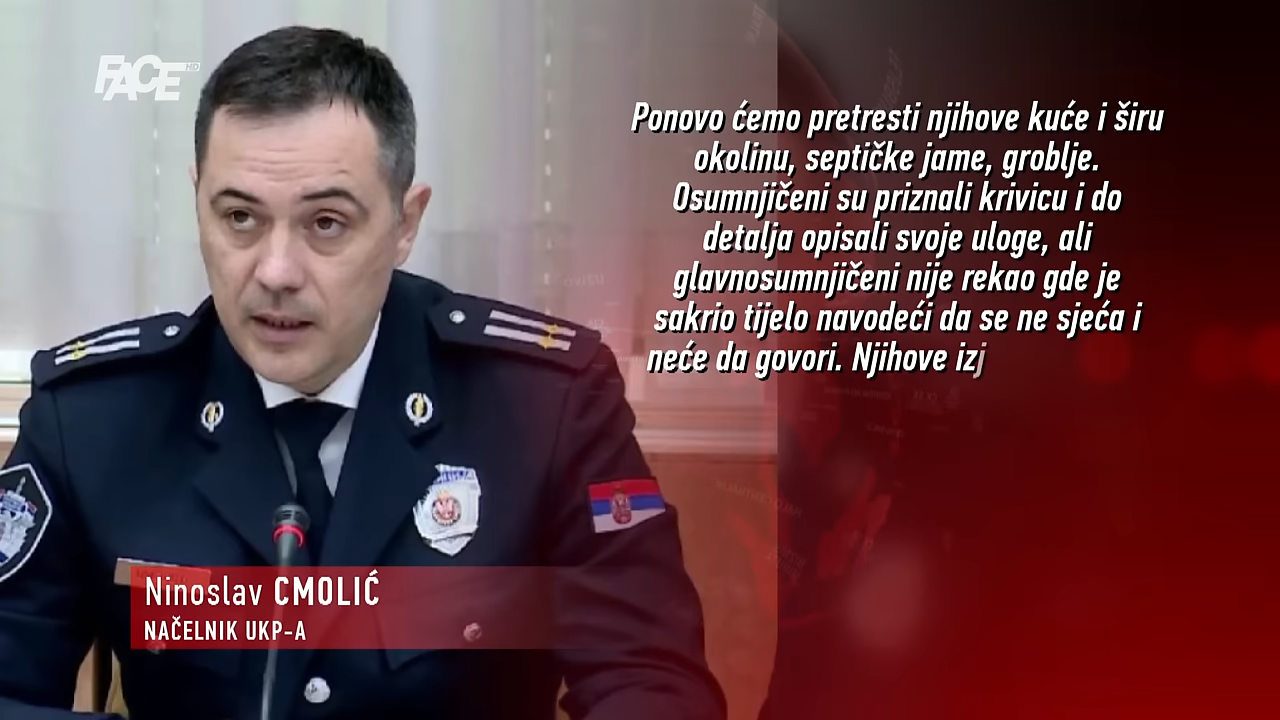 FACE HD
Ponovo ćemo pretresti njihove kuće i širu
okolinu, septičke jame, groblje.
Osumnjičeni su priznali krivicu i do
detalja opisali svoje uloge, ali
glavnosumnjičeni nije rekao gde je
sakrio tijelo navodeći da se ne sjeća i
neće da govori. Njihove izj
Ninoslav CMOLIĆ
NAČELNIK UKP-A